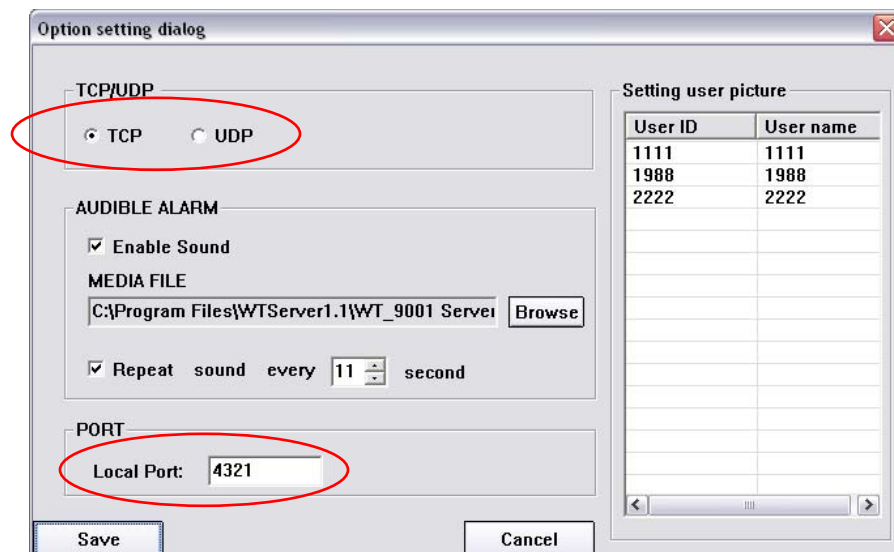 Option setting dialog
TCP/UDP
TCP UDP
AUDIBLE ALARM
Enable Sound
MEDIA FILE
C:\Program Files\WTServer1.1\WT_9001 Server Browse
Repeat sound every 11 second
PORT
Local Port: 4321
Save Cancel
Setting user picture
User ID User name
1111 1111
1988 1988
2222 2222